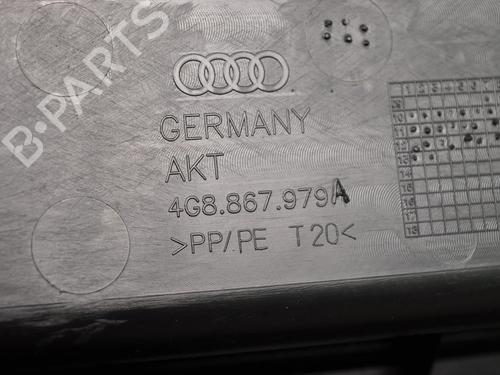 B·PARTS
GERMANY
AKT
4G8.867.979A
>PP/PE T20<